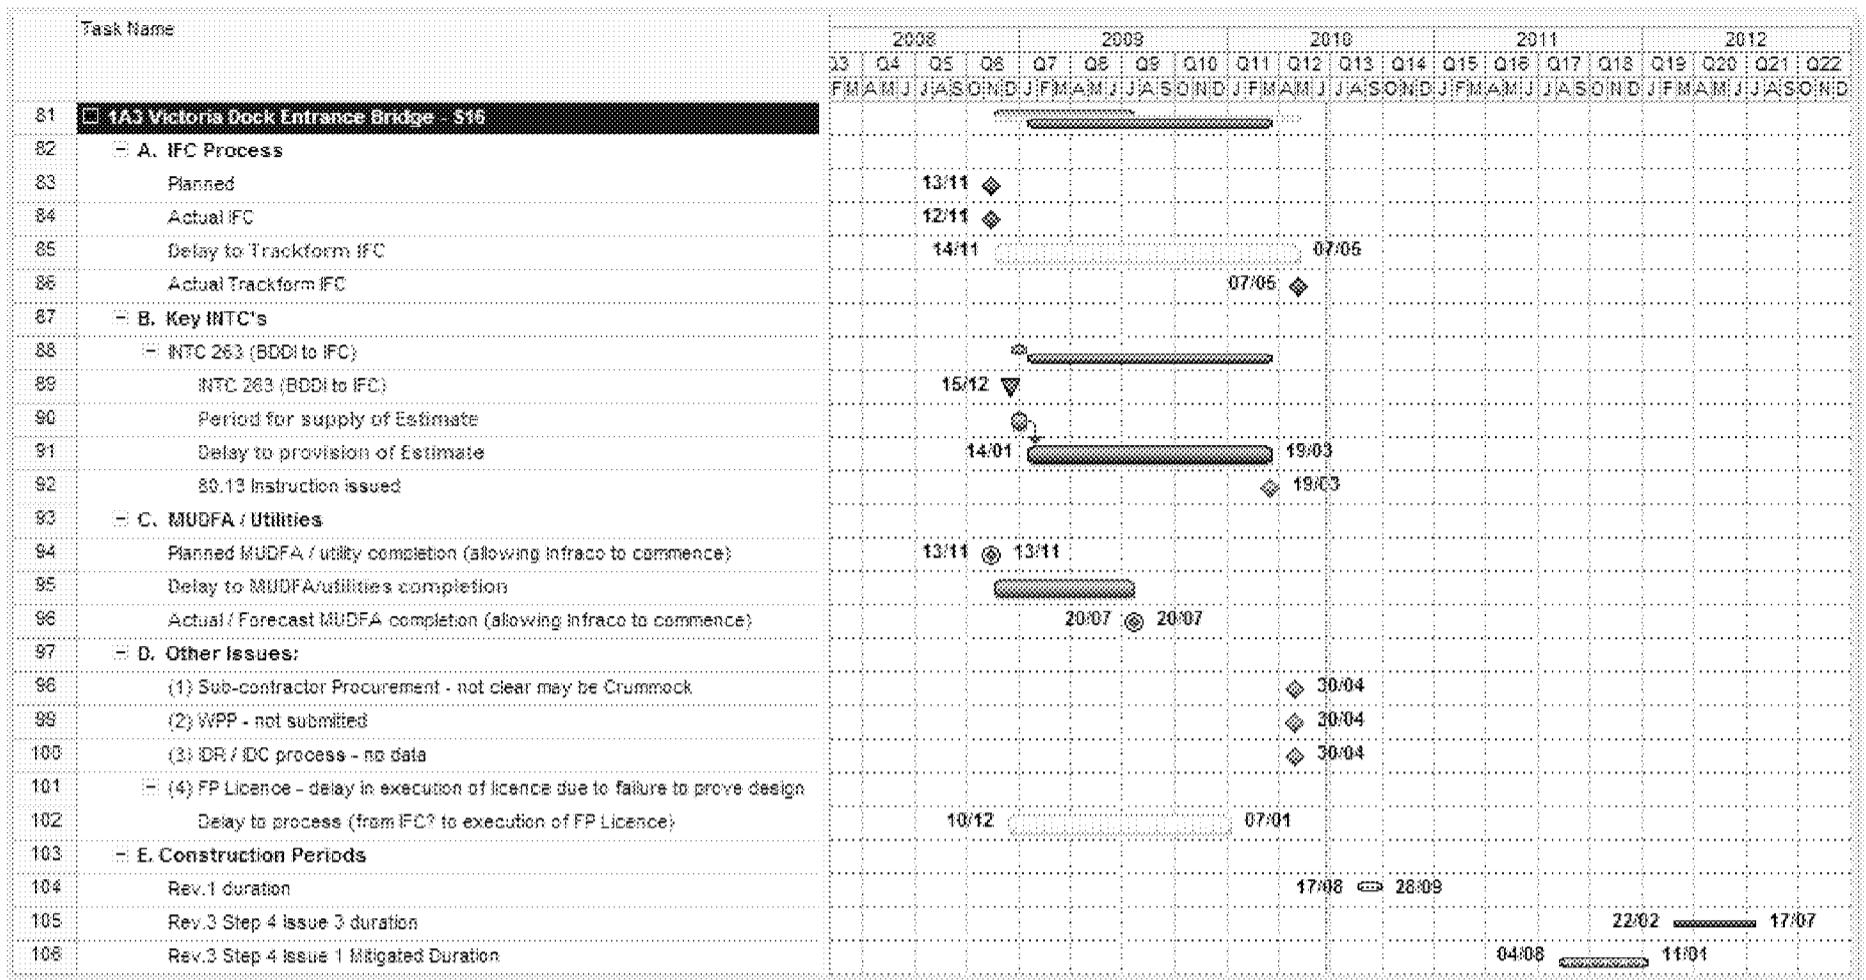 Task Name
2008 2009 2010 2011 2012
Q3 Q4 Q5 Q6 Q7 Q8 Q9 Q10 Q11 Q12 Q13 Q14 Q15 Q16 Q17 Q18 Q19 Q20 Q21 Q22
F M A M J J A S O N D J F M A M J J A S O N D J F M A M J J A S O N D J F M A M J J A S O N D J F M A M J J A S O N D
81 1A3 Victoria Dock Entrance Bridge - S16
82 A. IFC Process
83 Planned 13/11
84 Actual IFC 12/11
85 Delay to Trackform IFC 14/11 07/05
86 Actual Trackform IFC 07/05
87 B. Key INTC's
88 INTC 263 (BDDI to IFC)
89 INTC 263 (BDDI to IFC) 15/12
90 Period for supply of Estimate
91 Delay to provision of Estimate 14/01 19/03
92 80.13 Instruction issued 19/03
93 C. MUDFA / Utilities
94 Planned MUDFA / utility completion (allowing Infraco to commence) 13/11 13/11
95 Delay to MUDFA/utilities completion
96 Actual / Forecast MUDFA completion (allowing Infraco to commence) 20/07 20/07
97 D. Other Issues:
98 (1) Sub-contractor Procurement - not clear may be Crummock 30/04
99 (2) WPP - not submitted 30/04
100 (3) IDR / IDC process - no data 30/04
101 (4) FP Licence - delay in execution of licence due to failure to prove design
102 Delay to process (from IFC? to execution of FP Licence) 10/12 07/01
103 E. Construction Periods
104 Rev.1 duration 17/08 28/09
105 Rev.3 Step 4 Issue 3 duration 22/02 17/07
106 Rev.3 Step 4 Issue 1 Mitigated Duration 04/08 11/01